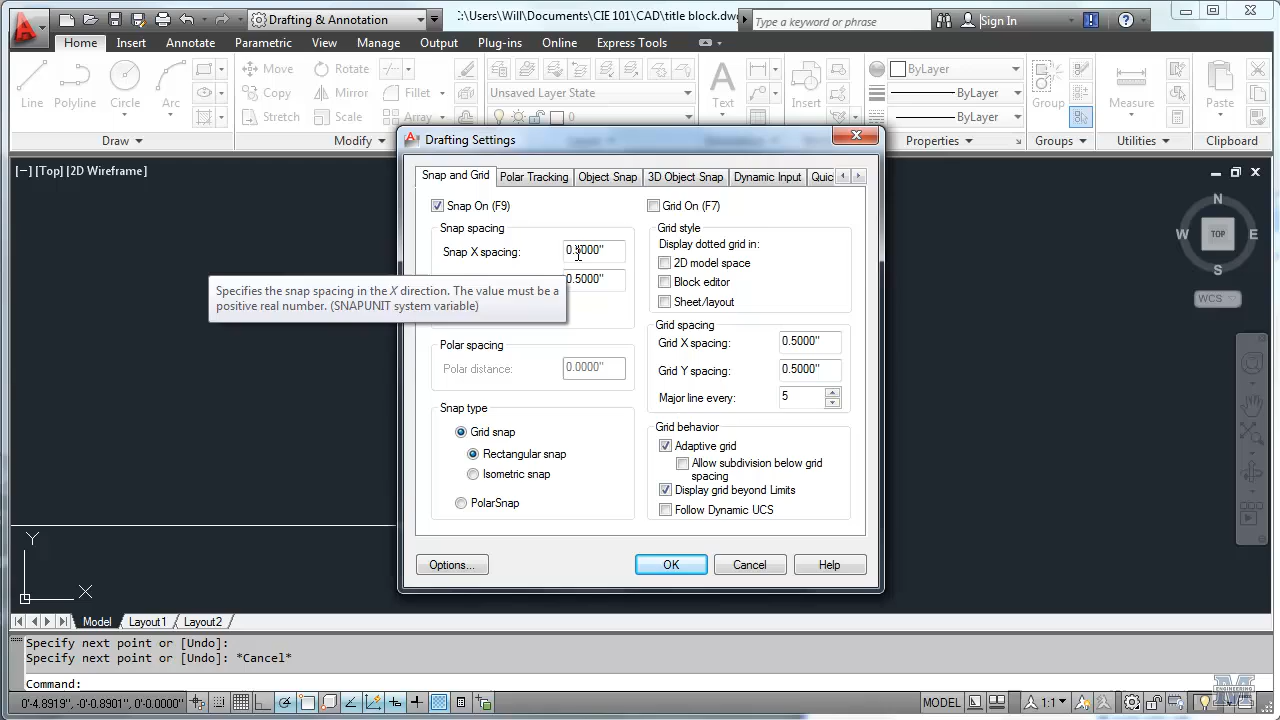 Drafting & Annotation
:\Users\Will\Documents\CIE 101\CAD\title block.dwg
Type a keyword or phrase
Sign In
Home Insert Annotate Parametric View Manage Output Plug-ins Online Express Tools
Move Rotate
Unsaved Layer State
ByLayer
Copy Mirror Fillet
ByLayer
Line Polyline Circle Arc
Text Insert Group Measure Paste
Stretch Scale Array
0
ByLayer
Draw Modify Properties Groups Utilities Clipboard
[−] [Top] [2D Wireframe]
Drafting Settings
Snap and Grid Polar Tracking Object Snap 3D Object Snap Dynamic Input Quic
Snap On (F9)
Snap spacing
Snap X spacing:
0.5000"
0.5000"
Specifies the snap spacing in the X direction. The value must be a
positive real number. (SNAPUNIT system variable)
Polar spacing
Polar distance: 0.0000"
Snap type
Grid snap
Rectangular snap
Isometric snap
PolarSnap
Grid On (F7)
Grid style
Display dotted grid in:
2D model space
Block editor
Sheet/layout
Grid spacing
Grid X spacing: 0.5000"
Grid Y spacing: 0.5000"
Major line every: 5
Grid behavior
Adaptive grid
Allow subdivision below grid
spacing
Display grid beyond Limits
Follow Dynamic UCS
Options... OK Cancel Help
N
W TOP E
S
WCS
Y
X
Model Layout1 Layout2
Specify next point or [Undo]:
Specify next point or [Undo]: *Cancel*
Command:
0'-4.8919", 0'-0.8901", 0'-0.0000"
MODEL
1:1
ENGINEERING